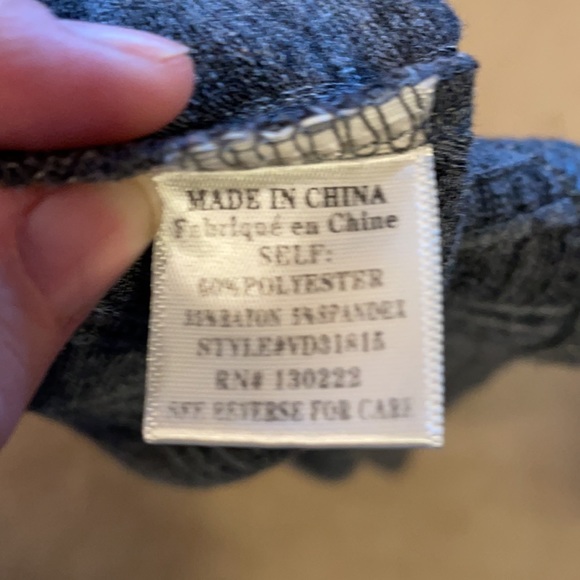 MADE IN CHINA
Fabriqué en Chine
SELF:
60%POLYESTER
35%RAYON 5%SPANDEX
STYLE#VD31815
RN# 130222
SEE REVERSE FOR CARE